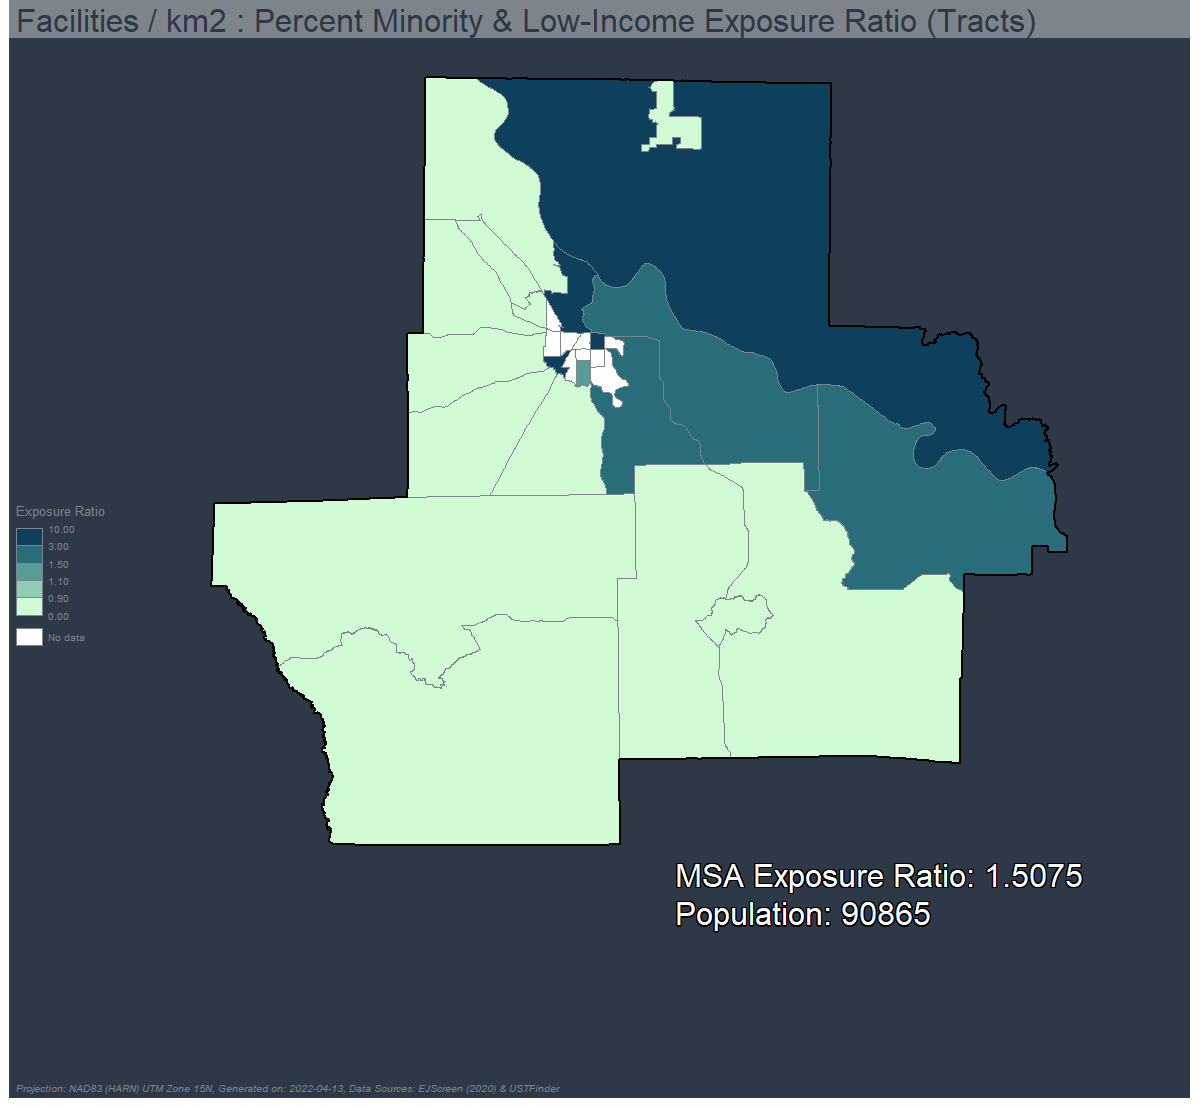 Facilities / km2 : Percent Minority & Low-Income Exposure Ratio (Tracts)
Exposure Ratio
10.00
3.00
1.50
1.10
0.90
0.00
No data
MSA Exposure Ratio: 1.5075
Population: 90865
Projection: NAD83 (HARN) UTM Zone 15N, Generated on: 2022-04-13, Data Sources: EJScreen (2020) & USTFinder